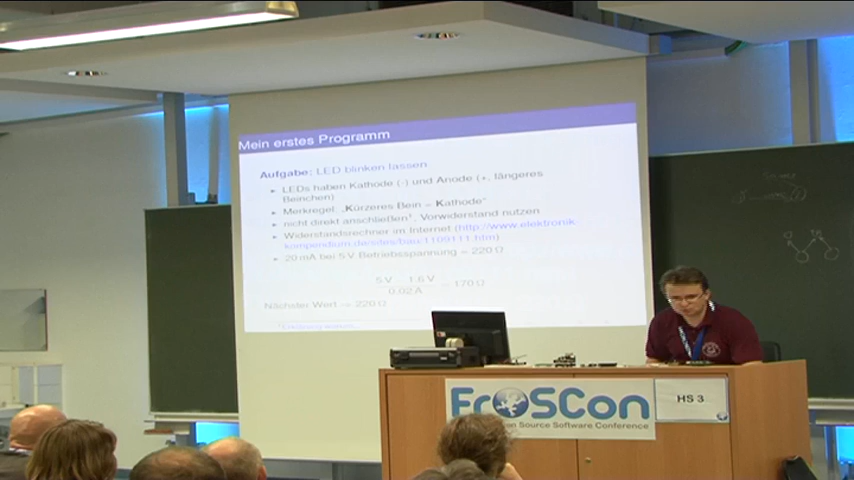 Mein erstes Programm
Aufgabe: LED blinken lassen
► LEDs haben Kathode (-) und Anode (+, längeres
Beinchen)
► Merkregel: „Kürzeres Bein = Kathode"
► nicht direkt anschließen¹, Vorwiderstand nutzen
► Widerstandsrechner im Internet (http://www.elektronik-
kompendium.de/sites/bau/1109111.htm)
► 20 mA bei 5 V Betriebsspannung = 220 Ω
5 V − 1.6 V
0.02 A = 170 Ω
Nächster Wert → 220 Ω
FrOSCon
Source Software Conference
HS 3